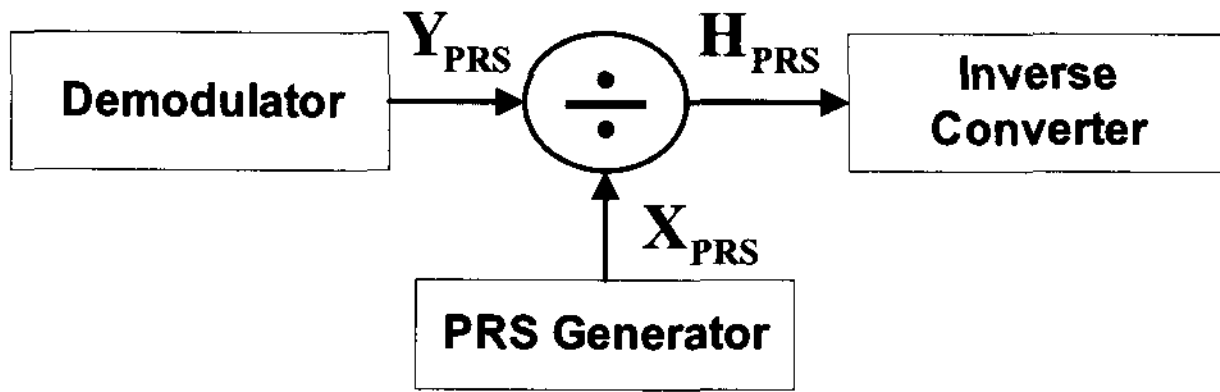 Y_PRS
H_PRS
Demodulator
÷
Inverse
Converter
X_PRS
PRS Generator